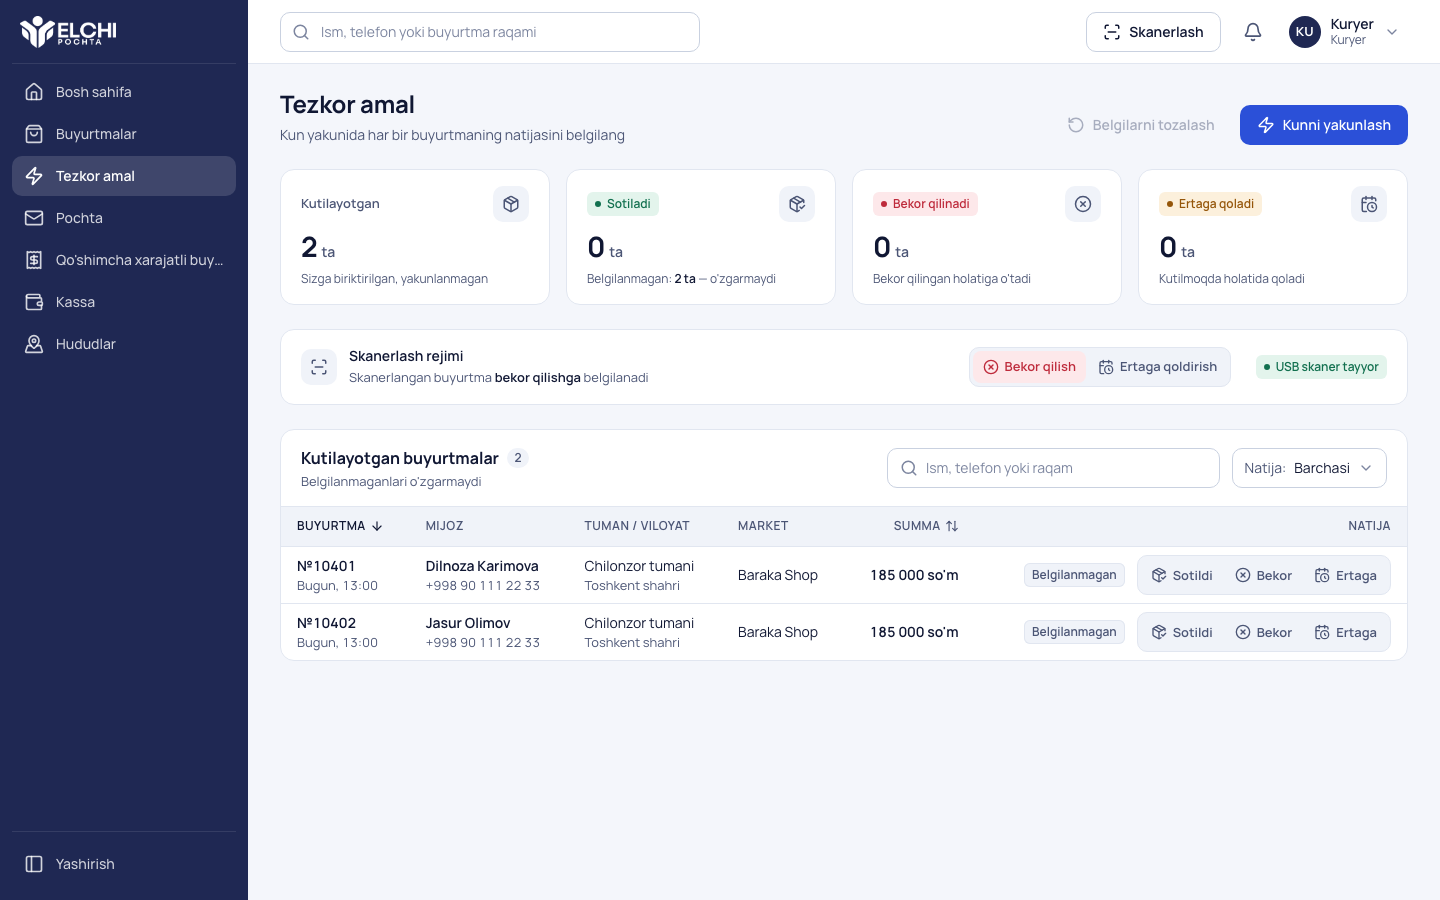 ELCHI
POCHTA
Ism, telefon yoki buyurtma raqami
Skanerlash
KU
Kuryer
Kuryer
Bosh sahifa
Buyurtmalar
Tezkor amal
Pochta
Qo'shimcha xarajatli buy...
Kassa
Hududlar
Yashirish
Tezkor amal
Kun yakunida har bir buyurtmaning natijasini belgilang
Belgilarni tozalash
Kunni yakunlash
Kutilayotgan
2 ta
Sizga biriktirilgan, yakunlanmagan
Sotiladi
0 ta
Belgilanmagan: 2 ta — o'zgarmaydi
Bekor qilinadi
0 ta
Bekor qilingan holatiga o'tadi
Ertaga qoladi
0 ta
Kutilmoqda holatida qoladi
Skanerlash rejimi
Skanerlangan buyurtma bekor qilishga belgilanadi
Bekor qilish
Ertaga qoldirish
USB skaner tayyor
Kutilayotgan buyurtmalar 2
Belgilanmaganlari o'zgarmaydi
Ism, telefon yoki raqam
Natija: Barchasi
BUYURTMA MIJOZ TUMAN / VILOYAT MARKET SUMMA NATIJA
№10401 Dilnoza Karimova Chilonzor tumani Baraka Shop 185 000 so'm Belgilanmagan Sotildi Bekor Ertaga
Bugun, 13:00 +998 90 111 22 33 Toshkent shahri
№10402 Jasur Olimov Chilonzor tumani Baraka Shop 185 000 so'm Belgilanmagan Sotildi Bekor Ertaga
Bugun, 13:00 +998 90 111 22 33 Toshkent shahri